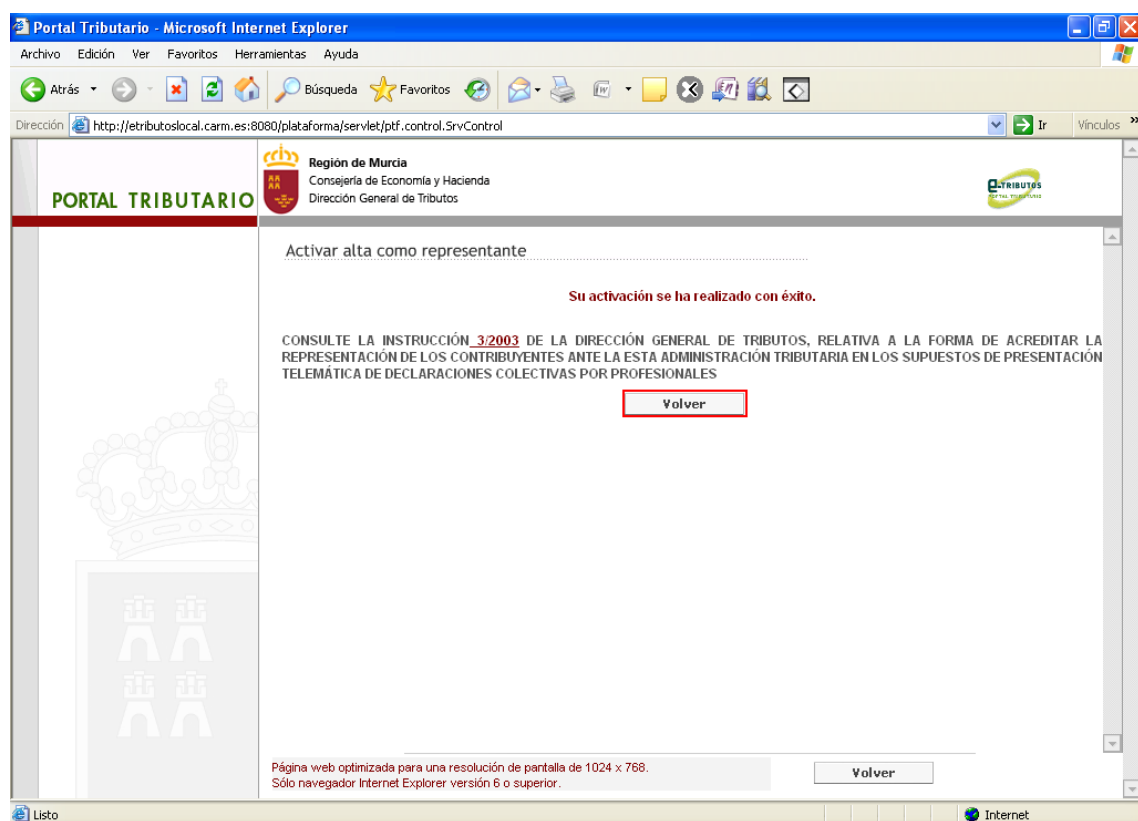 Portal Tributario - Microsoft Internet Explorer
Archivo Edición Ver Favoritos Herramientas Ayuda
Atrás Búsqueda Favoritos
Dirección http://etributoslocal.carm.es:8080/plataforma/servlet/ptf.control.SrvControl Ir Vínculos »
PORTAL TRIBUTARIO
Región de Murcia
Consejería de Economía y Hacienda
Dirección General de Tributos
e-TRIBUTOS
PORTAL TRIBUTARIO
Activar alta como representante
Su activación se ha realizado con éxito.
CONSULTE LA INSTRUCCIÓN 3/2003 DE LA DIRECCIÓN GENERAL DE TRIBUTOS, RELATIVA A LA FORMA DE ACREDITAR LA
REPRESENTACIÓN DE LOS CONTRIBUYENTES ANTE LA ESTA ADMINISTRACIÓN TRIBUTARIA EN LOS SUPUESTOS DE PRESENTACIÓN
TELEMÁTICA DE DECLARACIONES COLECTIVAS POR PROFESIONALES
Volver
Página web optimizada para una resolución de pantalla de 1024 x 768.
Sólo navegador Internet Explorer versión 6 o superior.
Volver
Listo Internet